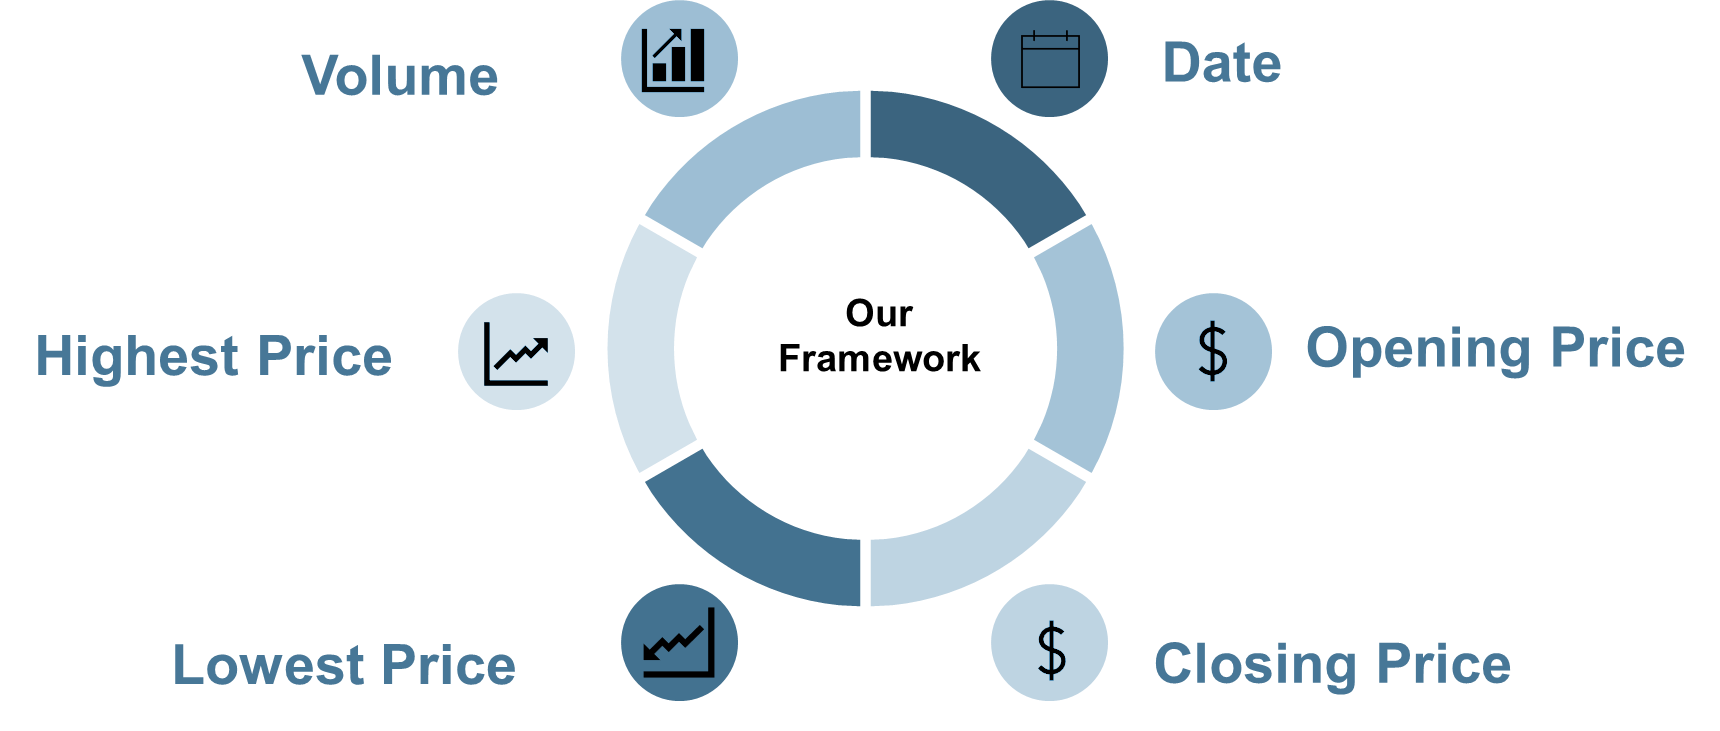 Volume
Date
Our
Framework
Highest Price
Opening Price
Lowest Price
Closing Price